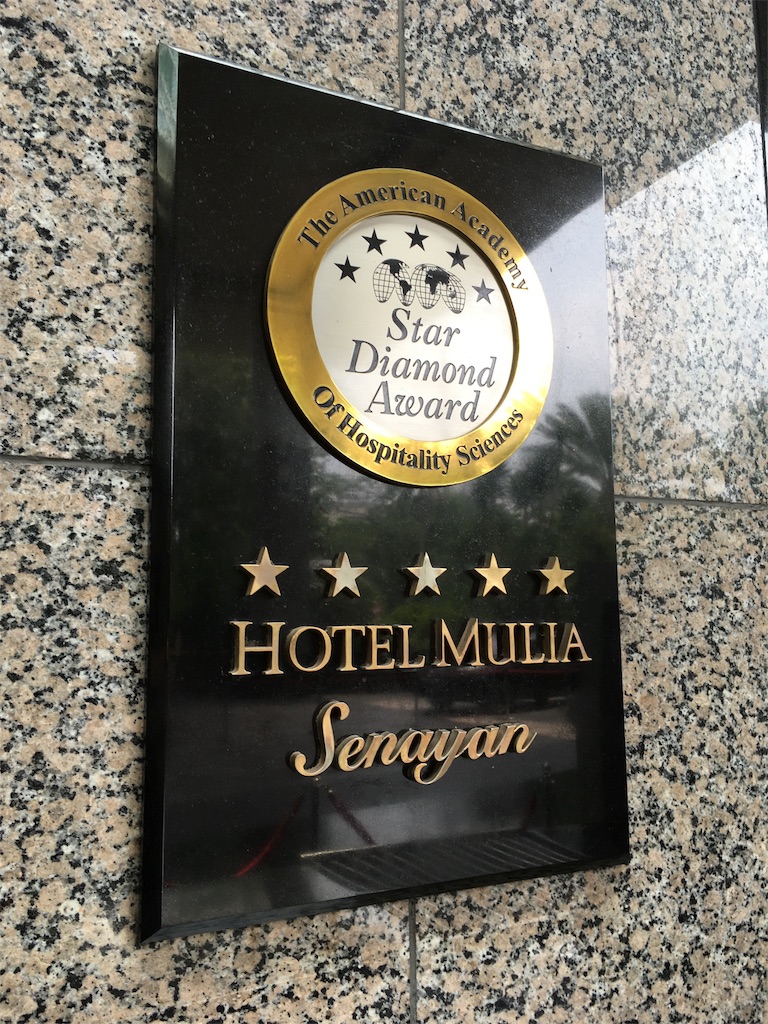 The American Academy
Star
Diamond
Award
Of Hospitality Sciences
HOTEL MULIA
Senayan